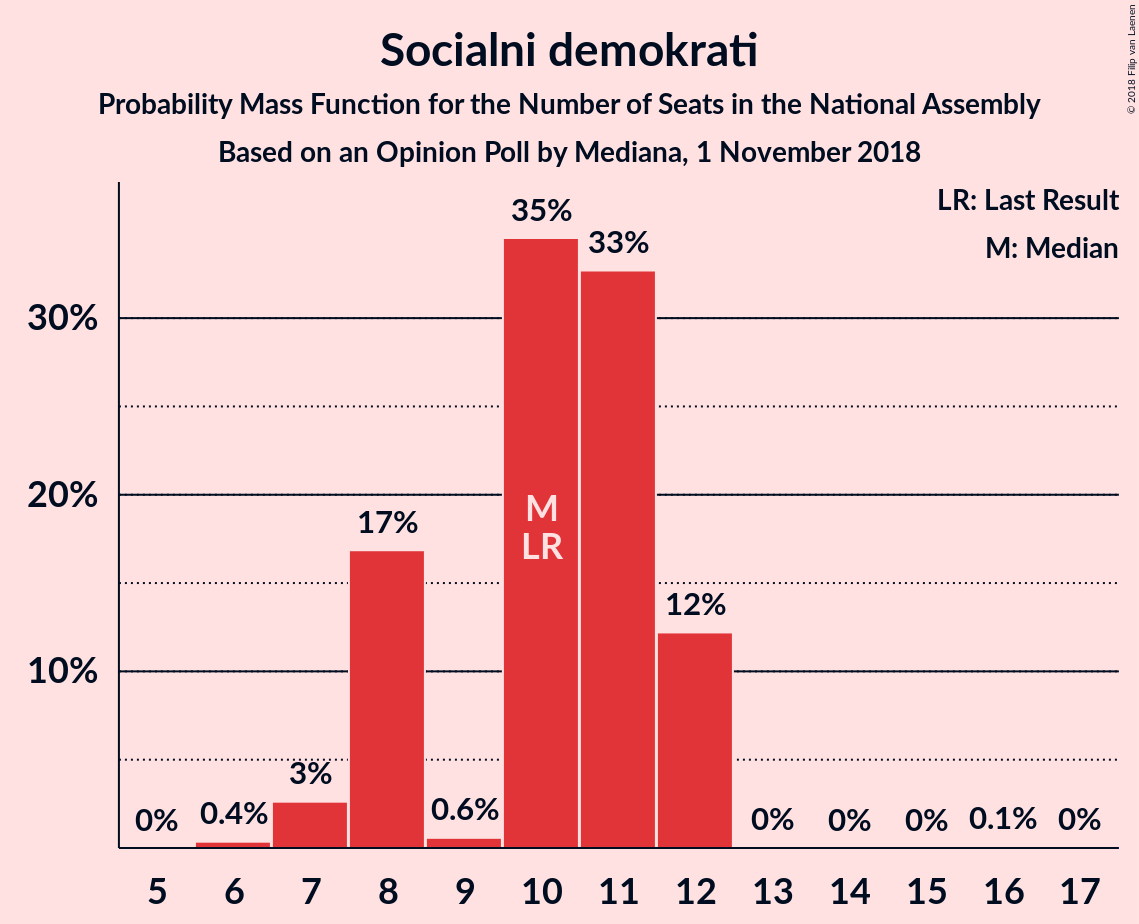 Socialni demokrati
Probability Mass Function for the Number of Seats in the National Assembly
Based on an Opinion Poll by Mediana, 1 November 2018
© 2018 Filip van Laenen
LR: Last Result
M: Median
30%
20%
10%
0%
0.4%
3%
17%
0.6%
35%
33%
12%
0%
0%
0%
0.1%
0%
M
LR
5 6 7 8 9 10 11 12 13 14 15 16 17